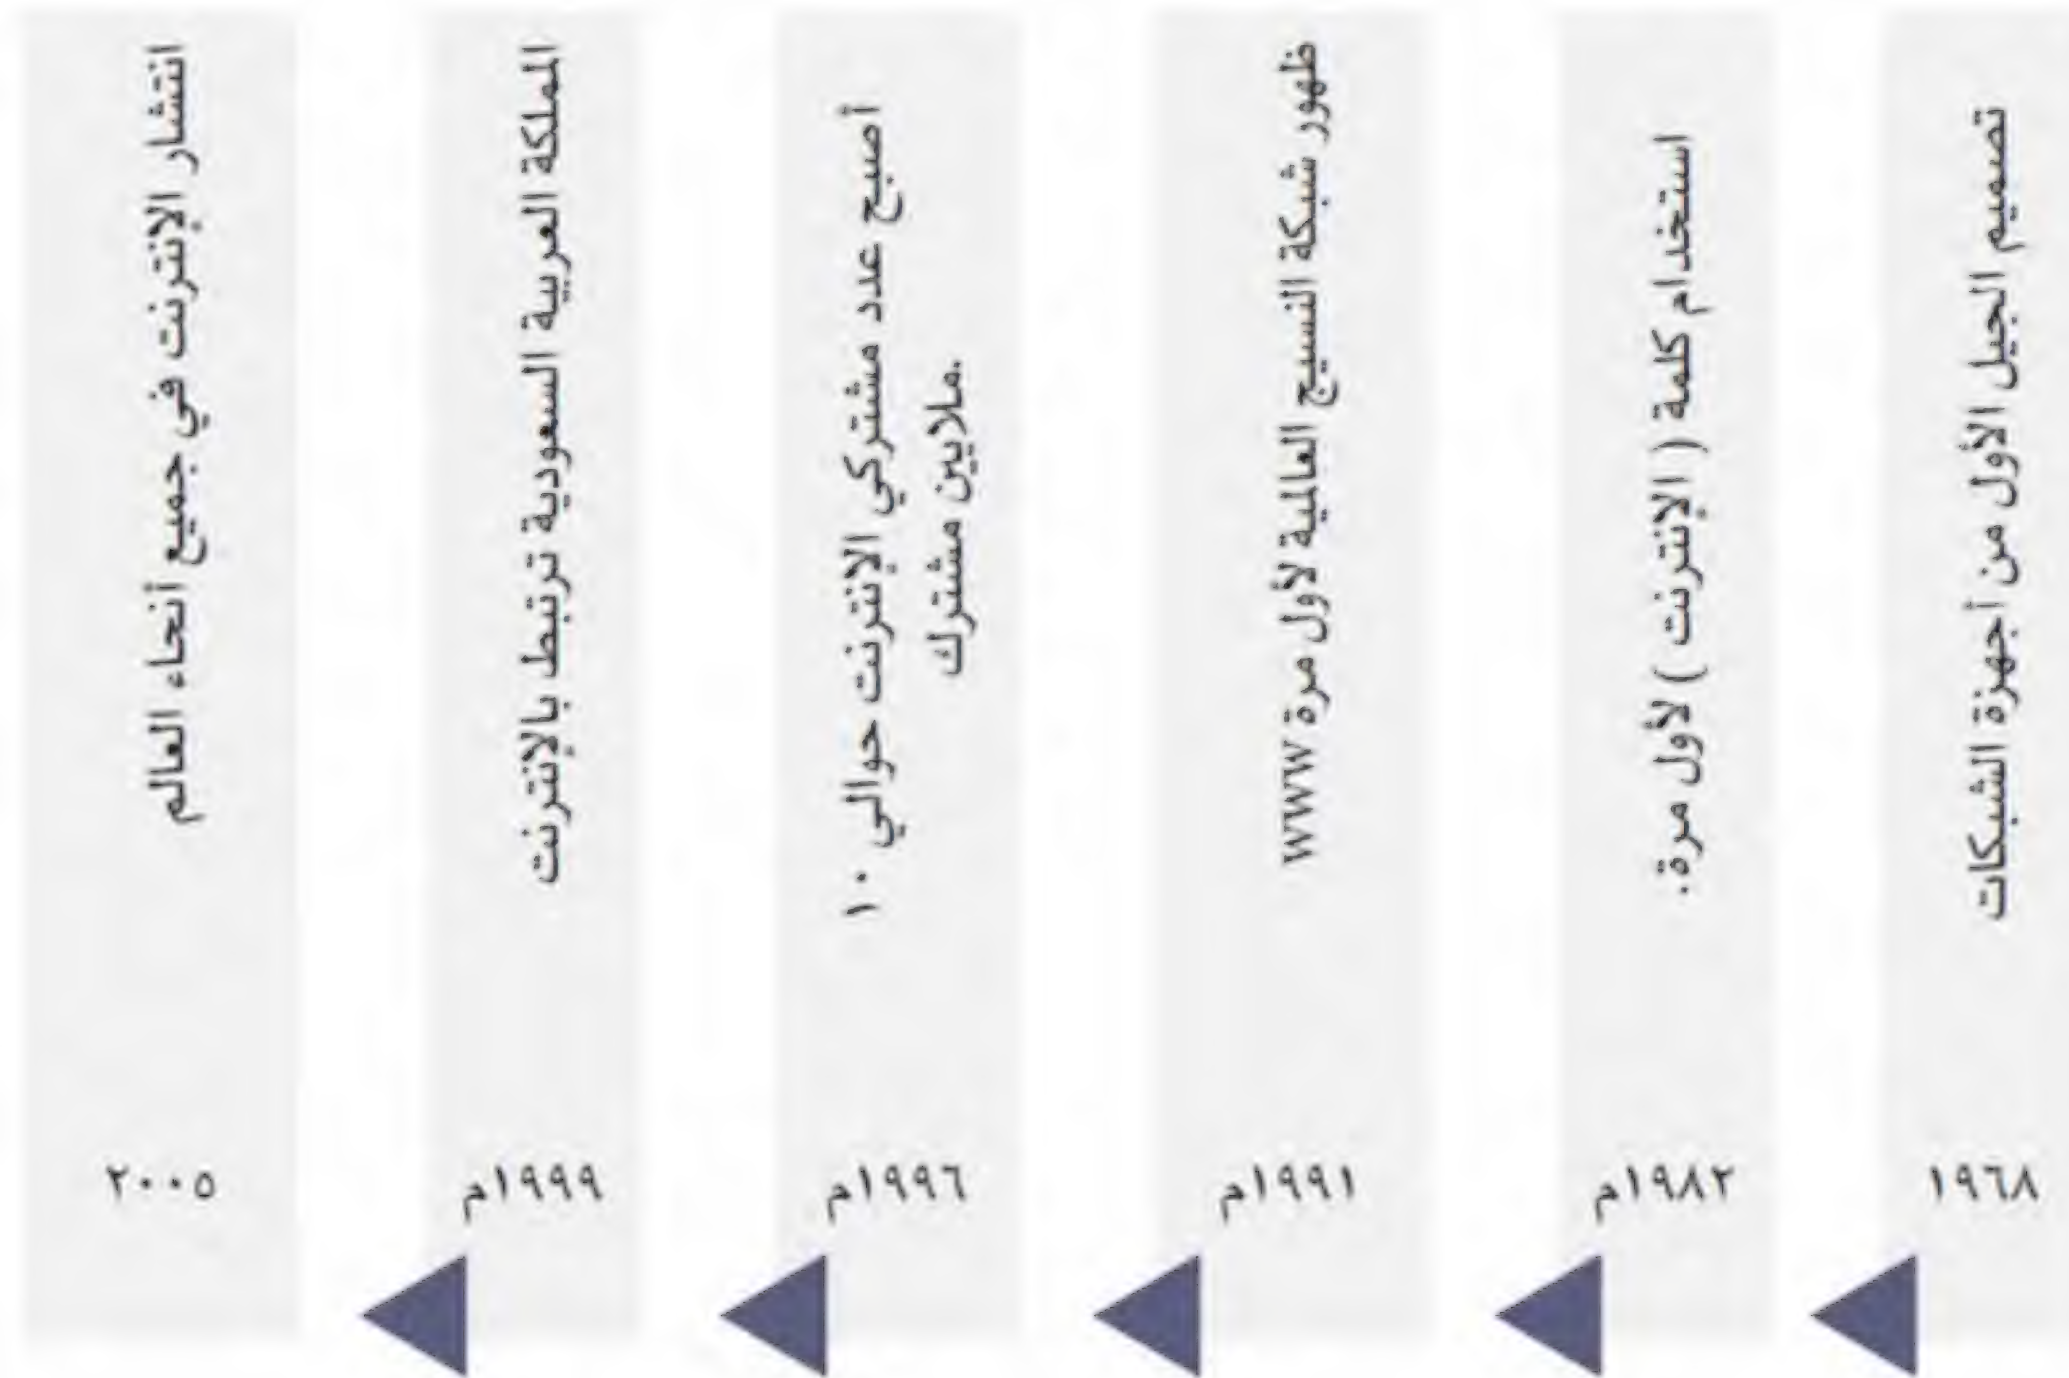 تصميم الجيل الأول من أجهزة الشبكات
١٩٦٨
استخدام كلمة ( الإنترنت ) لأول مرة.
١٩٨٢م
ظهور شبكة النسيج العالمية لأول مرة www
١٩٩١م
أصبح عدد مشتركي الإنترنت حوالي ١٠
ملايين مشترك.
١٩٩٦م
المملكة العربية السعودية ترتبط بالإنترنت
١٩٩٩م
انتشار الإنترنت في جميع أنحاء العالم
٢٠٠٥